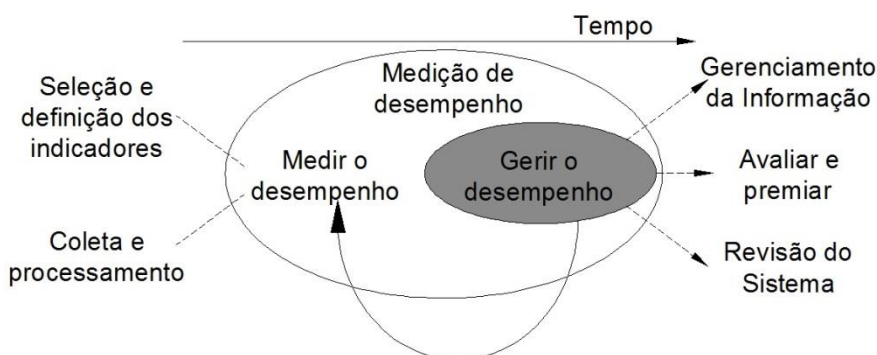 Tempo
Seleção e
definição dos
indicadores
Coleta e
processamento
Medição de
desempenho
Medir o
desempenho
Gerir o
desempenho
Gerenciamento
da Informação
Avaliar e
premiar
Revisão do
Sistema